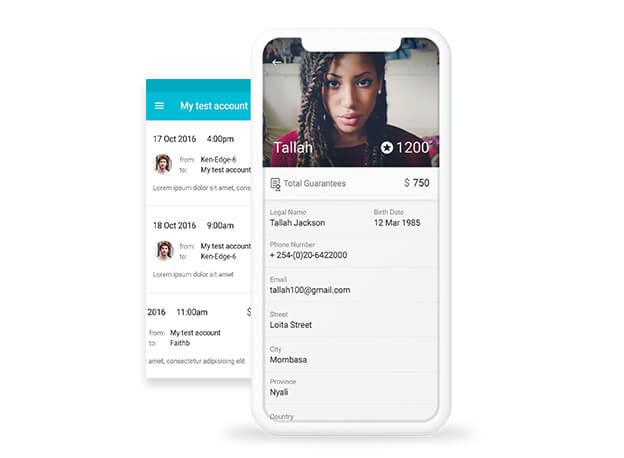 My test account
17 Oct 2016 4:00pm
from: Ken-Edge-6
to: My test account
Lorem ipsum dolor sit amet, cons
18 Oct 2016 9:00am
from: My test account
to: Ken-Edge-6
Lorem ipsum dolor sit amet
2016 11:00am $
from: My test account
to: Faithb
amet, consectetur adipisicing elit
Tallah 1200
Total Guarantees $ 750
Legal Name Birth Date
Tallah Jackson 12 Mar 1985
Phone Number
+ 254-(0)20-6422000
Email
tallah100@gmail.com
Street
Loita Street
City
Mombasa
Province
Nyali
Country